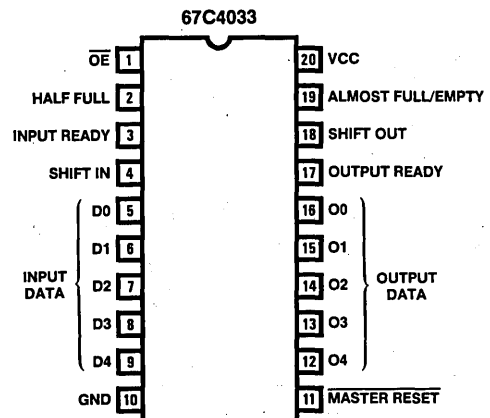 67C4033
OE 1 20 VCC
HALF FULL 2 19 ALMOST FULL/EMPTY
INPUT READY 3 18 SHIFT OUT
SHIFT IN 4 17 OUTPUT READY
D0 5 16 O0
D1 6 15 O1
INPUT DATA
D2 7 14 O2
OUTPUT DATA
D3 8 13 O3
D4 9 12 O4
GND 10 11 MASTER RESET